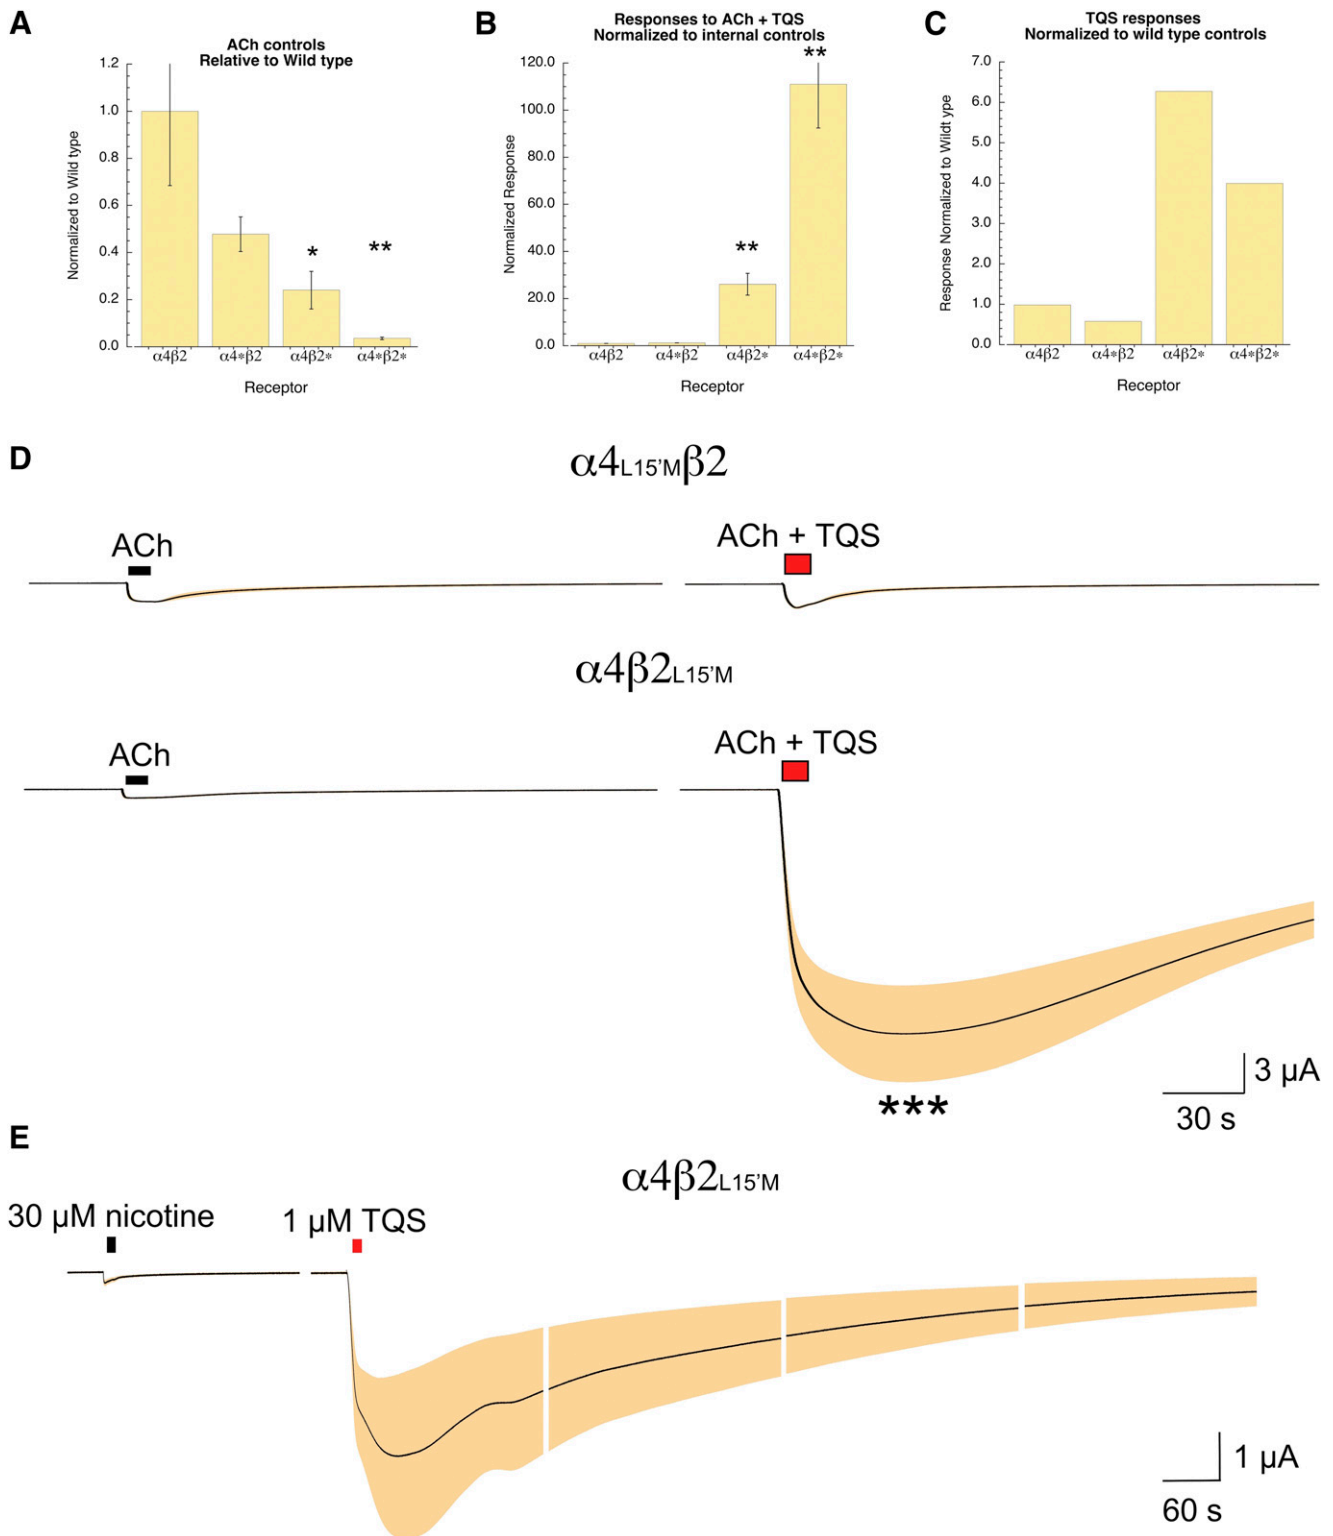 A
ACh controls
Relative to Wild type
Normalized to Wild type
1.2
1.0
0.8
0.6
0.4
0.2
0.0
*
**
α4β2 α4*β2 α4β2* α4*β2*
Receptor
B
Responses to ACh + TQS
Normalized to internal controls
Normalized Response
120.0
100.0
80.0
60.0
40.0
20.0
0.0
**
**
α4β2 α4*β2 α4β2* α4*β2*
Receptor
C
TQS responses
Normalized to wild type controls
Response Normalized to Wildt ype
7.0
6.0
5.0
4.0
3.0
2.0
1.0
0.0
α4β2 α4*β2 α4β2* α4*β2*
Receptor
D
α4L15'Mβ2
ACh
ACh + TQS
α4β2L15'M
ACh
ACh + TQS
***
3 µA
30 s
E
α4β2L15'M
30 µM nicotine
1 µM TQS
1 µA
60 s